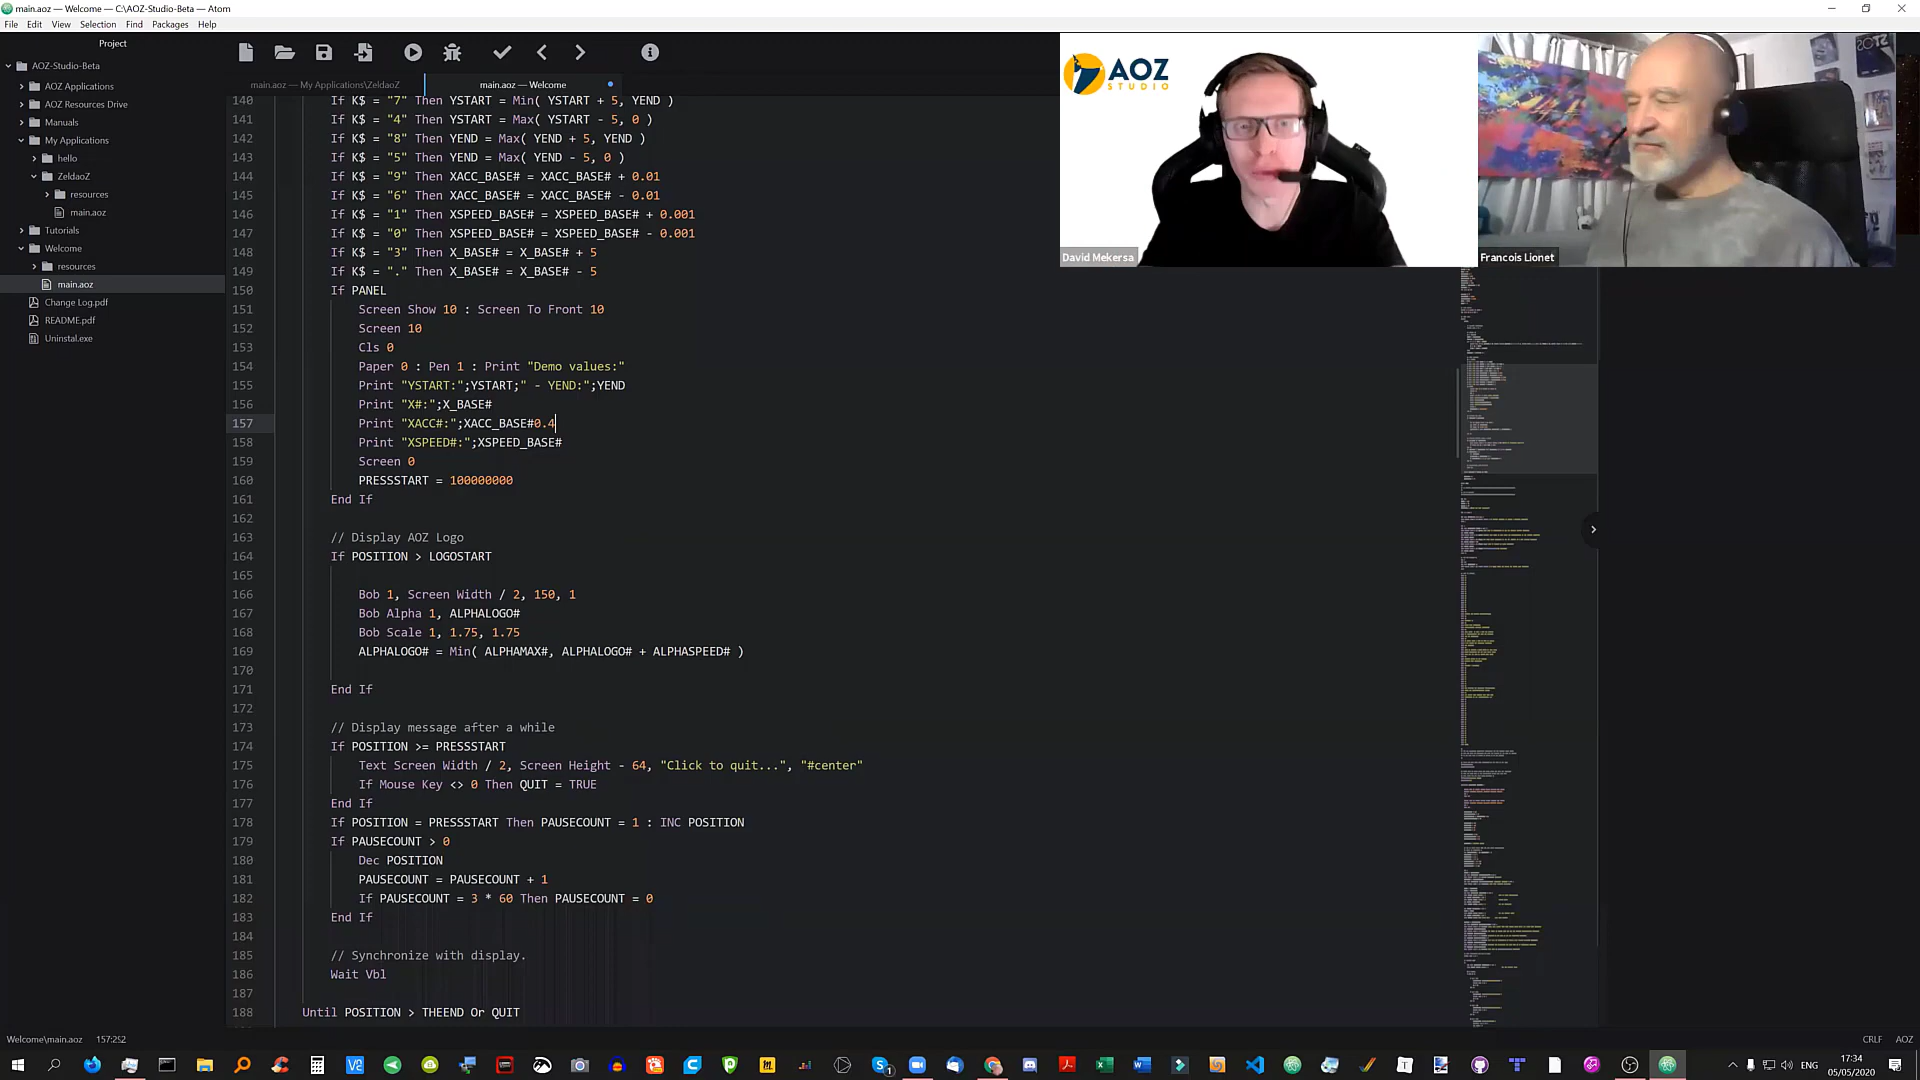 main.aoz — Welcome — C:\AOZ-Studio-Beta — Atom
File Edit View Selection Find Packages Help
Project
AOZ-Studio-Beta
AOZ Applications
AOZ Resources Drive
Manuals
My Applications
hello
ZeldaoZ
resources
main.aoz
Tutorials
Welcome
resources
main.aoz
Change Log.pdf
README.pdf
Uninstal.exe
main.aoz — My Applications\ZeldaoZ
main.aoz — Welcome
140 If K$ = "7" Then YSTART = Min( YSTART + 5, YEND )
141 If K$ = "4" Then YSTART = Max( YSTART - 5, 0 )
142 If K$ = "8" Then YEND = Max( YEND + 5, YEND )
143 If K$ = "5" Then YEND = Max( YEND - 5, 0 )
144 If K$ = "9" Then XACC_BASE# = XACC_BASE# + 0.01
145 If K$ = "6" Then XACC_BASE# = XACC_BASE# - 0.01
146 If K$ = "1" Then XSPEED_BASE# = XSPEED_BASE# + 0.001
147 If K$ = "0" Then XSPEED_BASE# = XSPEED_BASE# - 0.001
148 If K$ = "3" Then X_BASE# = X_BASE# + 5
149 If K$ = "." Then X_BASE# = X_BASE# - 5
150 If PANEL
151 Screen Show 10 : Screen To Front 10
152 Screen 10
153 Cls 0
154 Paper 0 : Pen 1 : Print "Demo values:"
155 Print "YSTART:";YSTART;" - YEND:";YEND
156 Print "X#:";X_BASE#
157 Print "XACC#:";XACC_BASE#0.4
158 Print "XSPEED#:";XSPEED_BASE#
159 Screen 0
160 PRESSSTART = 100000000
161 End If
162
163 // Display AOZ Logo
164 If POSITION > LOGOSTART
165
166 Bob 1, Screen Width / 2, 150, 1
167 Bob Alpha 1, ALPHALOGO#
168 Bob Scale 1, 1.75, 1.75
169 ALPHALOGO# = Min( ALPHAMAX#, ALPHALOGO# + ALPHASPEED# )
170
171 End If
172
173 // Display message after a while
174 If POSITION >= PRESSSTART
175 Text Screen Width / 2, Screen Height - 64, "Click to quit...", "#center"
176 If Mouse Key <> 0 Then QUIT = TRUE
177 End If
178 If POSITION = PRESSSTART Then PAUSECOUNT = 1 : INC POSITION
179 If PAUSECOUNT > 0
180 Dec POSITION
181 PAUSECOUNT = PAUSECOUNT + 1
182 If PAUSECOUNT = 3 * 60 Then PAUSECOUNT = 0
183 End If
184
185 // Synchronize with display.
186 Wait Vbl
187
188 Until POSITION > THEEND Or QUIT
AOZ
STUDIO
David Mekersa
Francois Lionet
Welcome\main.aoz 157:252
CRLF AOZ
ENG
17:34
05/05/2020